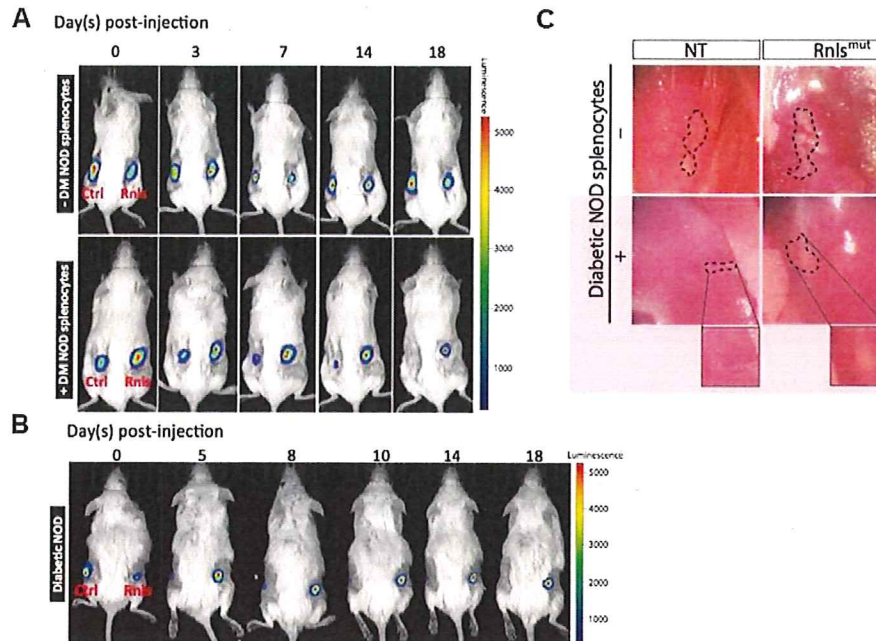 A
Day(s) post-injection
0 3 7 14 18
- DM NOD splenocytes
Ctrl Rnls
+ DM NOD splenocytes
Ctrl Rnls
Luminescence
5000
4000
3000
2000
1000
B
Day(s) post-injection
0 5 8 10 14 18
Diabetic NOD
Ctrl Rnls
Luminescence
5000
4000
3000
2000
1000
C
NT Rnls^mut
Diabetic NOD splenocytes
-
+